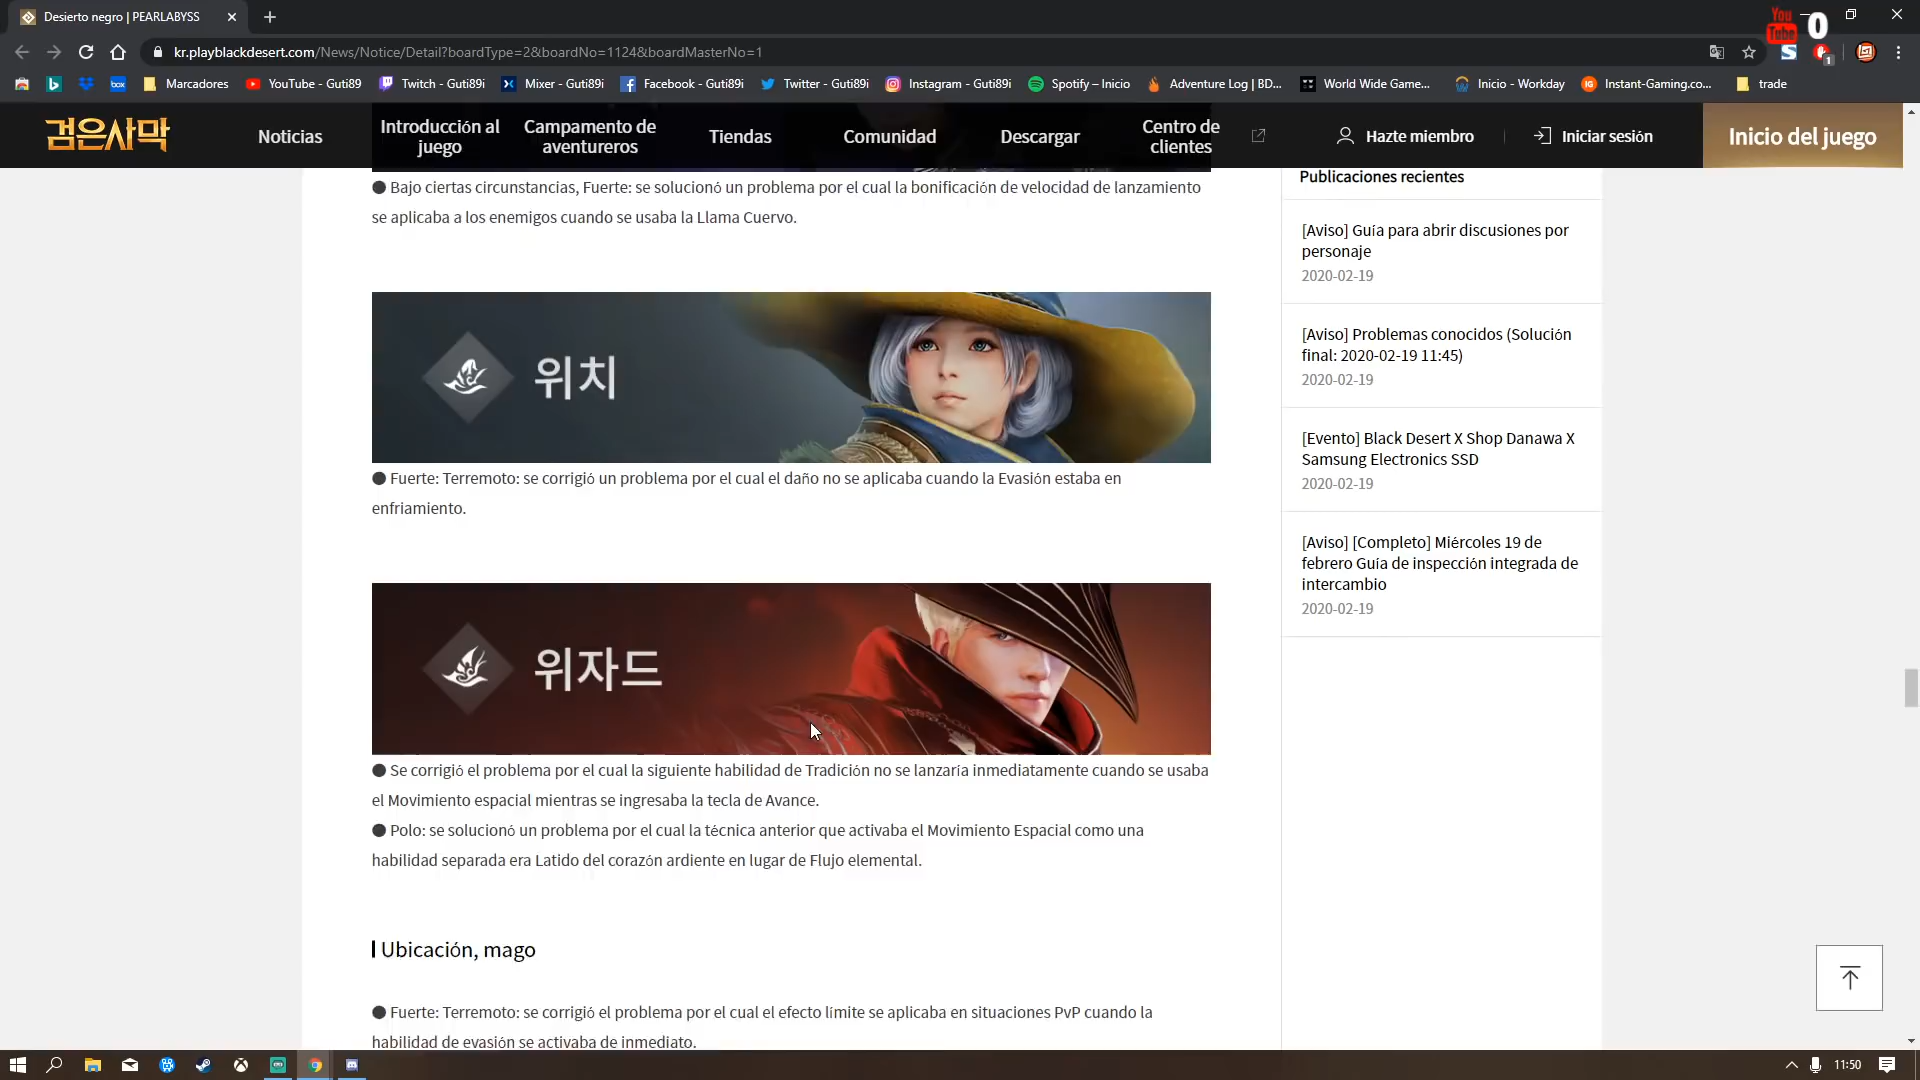 Desierto negro | PEARLABYSS
You
Tube
0
kr.playblackdesert.com/News/Notice/Detail?boardType=2&boardNo=1124&boardMasterNo=1
S
1
b
box
Marcadores
YouTube - Guti89
Twitch - Guti89i
Mixer - Guti89i
Facebook - Guti89i
Twitter - Guti89i
Instagram - Guti89i
Spotify – Inicio
Adventure Log | BD...
World Wide Game...
Inicio - Workday
IG
Instant-Gaming.co...
trade
검은사막
Noticias
Introducción al
juego
Campamento de
aventureros
Tiendas
Comunidad
Descargar
Centro de
clientes
Hazte miembro
Iniciar sesión
Inicio del juego
● Bajo ciertas circunstancias, Fuerte: se solucionó un problema por el cual la bonificación de velocidad de lanzamiento
se aplicaba a los enemigos cuando se usaba la Llama Cuervo.
위치
● Fuerte: Terremoto: se corrigió un problema por el cual el daño no se aplicaba cuando la Evasión estaba en
enfriamiento.
위자드
● Se corrigió el problema por el cual la siguiente habilidad de Tradición no se lanzaría inmediatamente cuando se usaba
el Movimiento espacial mientras se ingresaba la tecla de Avance.
● Polo: se solucionó un problema por el cual la técnica anterior que activaba el Movimiento Espacial como una
habilidad separada era Latido del corazón ardiente en lugar de Flujo elemental.
Ubicación, mago
● Fuerte: Terremoto: se corrigió el problema por el cual el efecto límite se aplicaba en situaciones PvP cuando la
habilidad de evasión se activaba de inmediato.
Publicaciones recientes
[Aviso] Guía para abrir discusiones por
personaje
2020-02-19
[Aviso] Problemas conocidos (Solución
final: 2020-02-19 11:45)
2020-02-19
[Evento] Black Desert X Shop Danawa X
Samsung Electronics SSD
2020-02-19
[Aviso] [Completo] Miércoles 19 de
febrero Guía de inspección integrada de
intercambio
2020-02-19
11:50